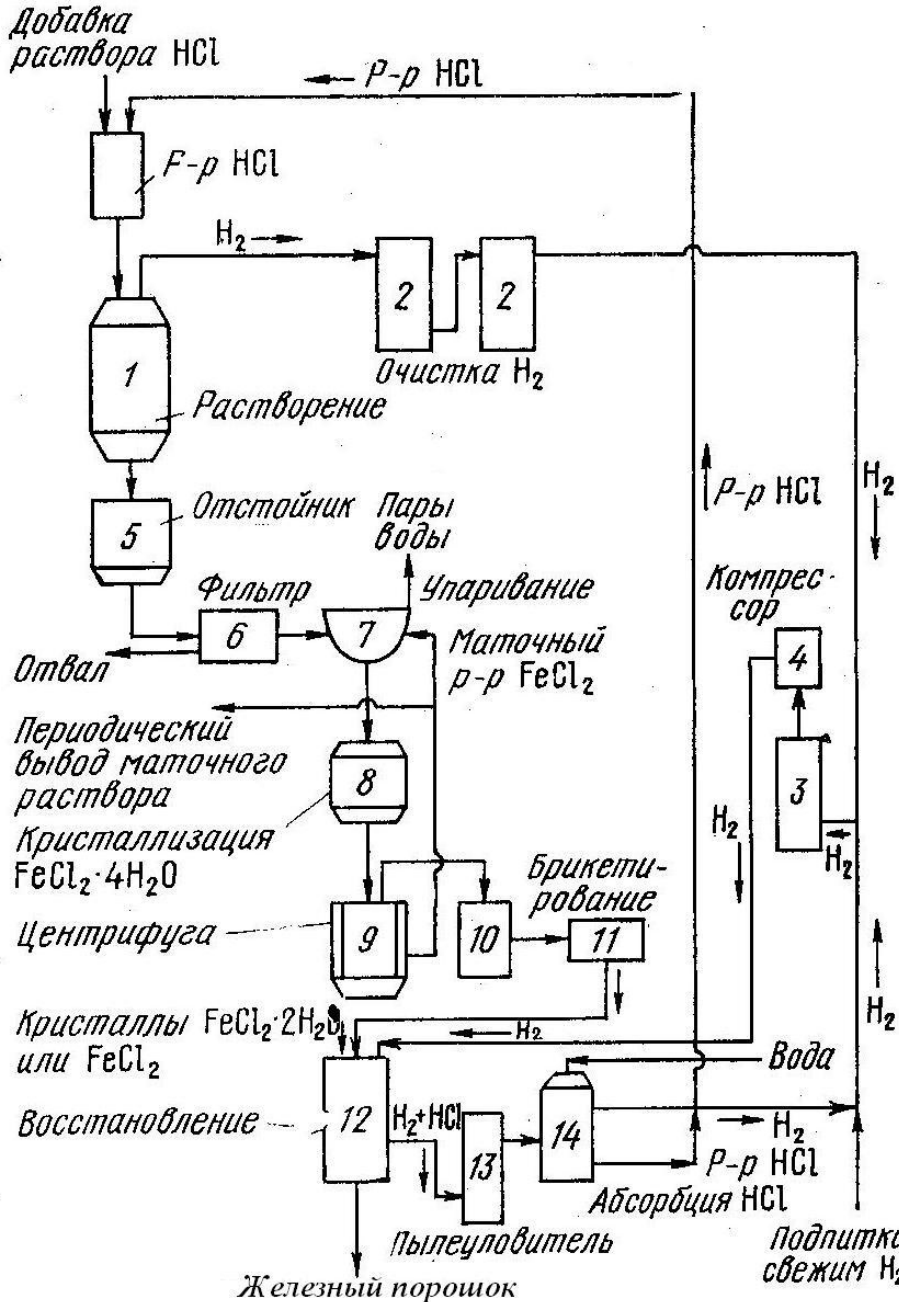 Добавка
раствора HCl
Р-р HCl
F-р HCl
H₂
2
2
1
Очистка H₂
Растворение
H₂
Р-р HCl
Отстойник
Пары
воды
5
Компрес-
сор
Фильтр
Упаривание
6
7
Маточный
р-р FeCl₂
4
Отвал
Периодический
вывод маточного
раствора
8
3
H₂
H₂
Кристаллизация
FeCl₂·4H₂O
Брикети-
рование
Центрифуга
9
10
11
Кристаллы FeCl₂·2H₂O
или FeCl₂
H₂
H₂
Вода
Восстановление
12
H₂+HCl
13
14
H₂
Р-р HCl
Абсорбция HCl
Пылеуловитель
Подпитка
свежим H₂
Железный порошок